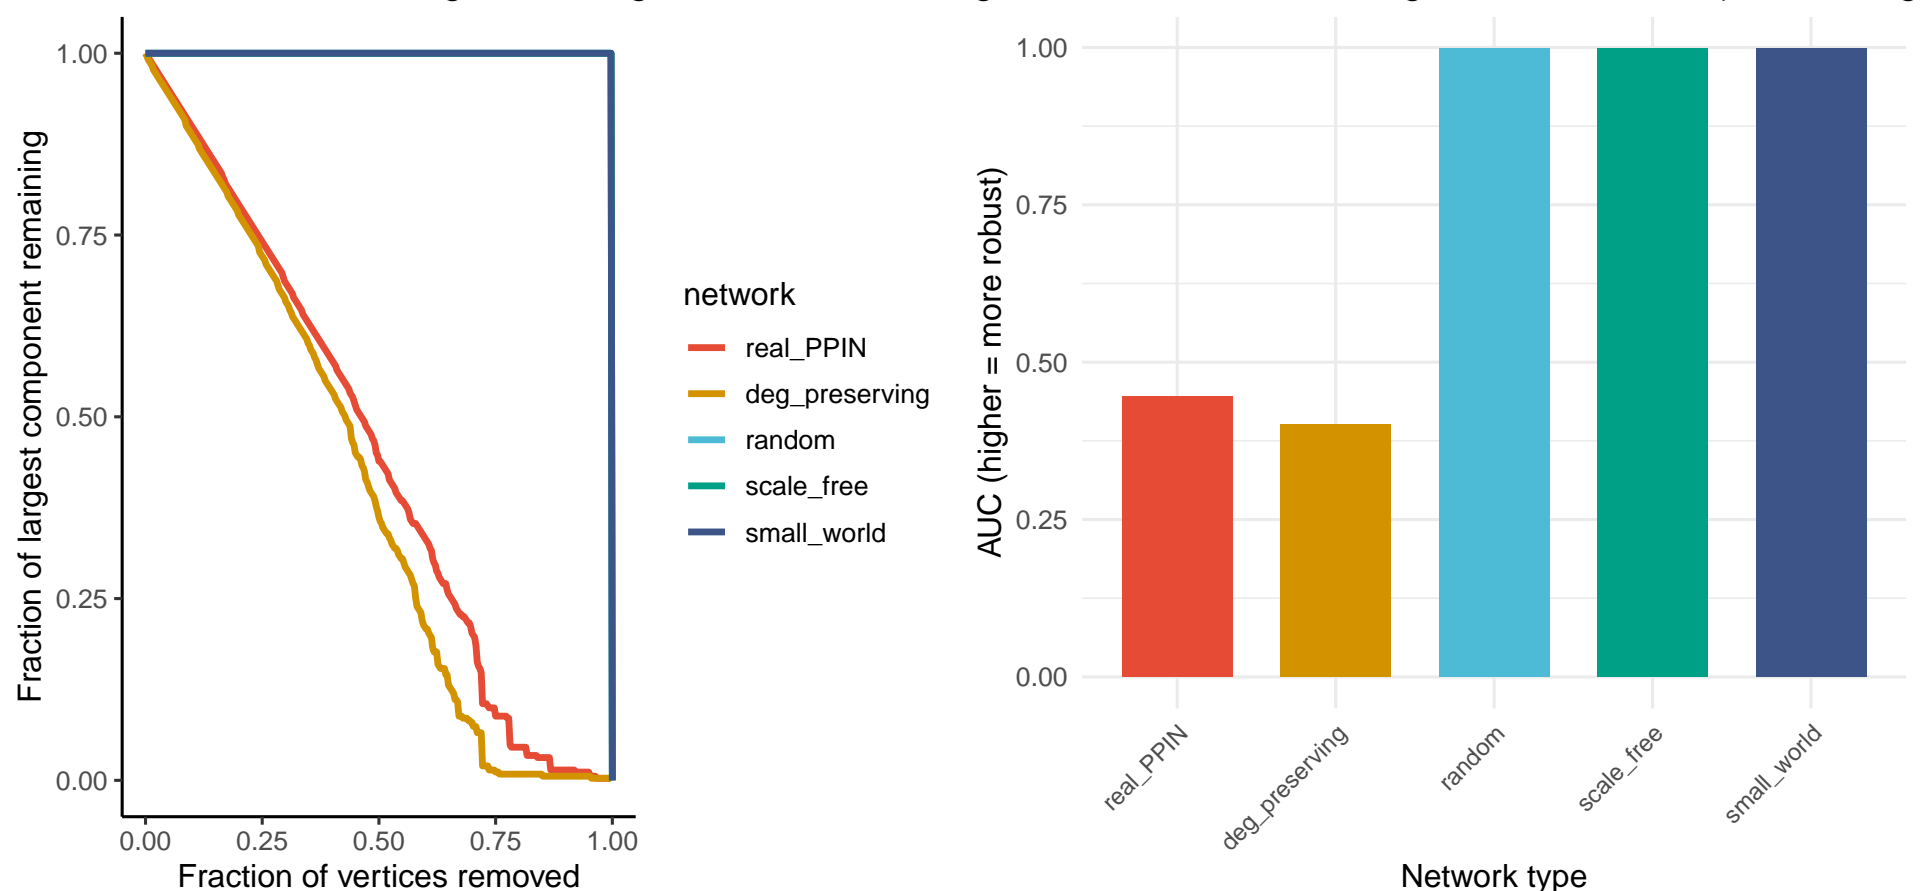 1.00
0.75
0.50
0.25
0.00
Fraction of largest component remaining
0.00 0.25 0.50 0.75 1.00
Fraction of vertices removed
network
real_PPIN
deg_preserving
random
scale_free
small_world
1.00
0.75
0.50
0.25
0.00
AUC (higher = more robust)
real_PPIN
deg_preserving
random
scale_free
small_world
Network type